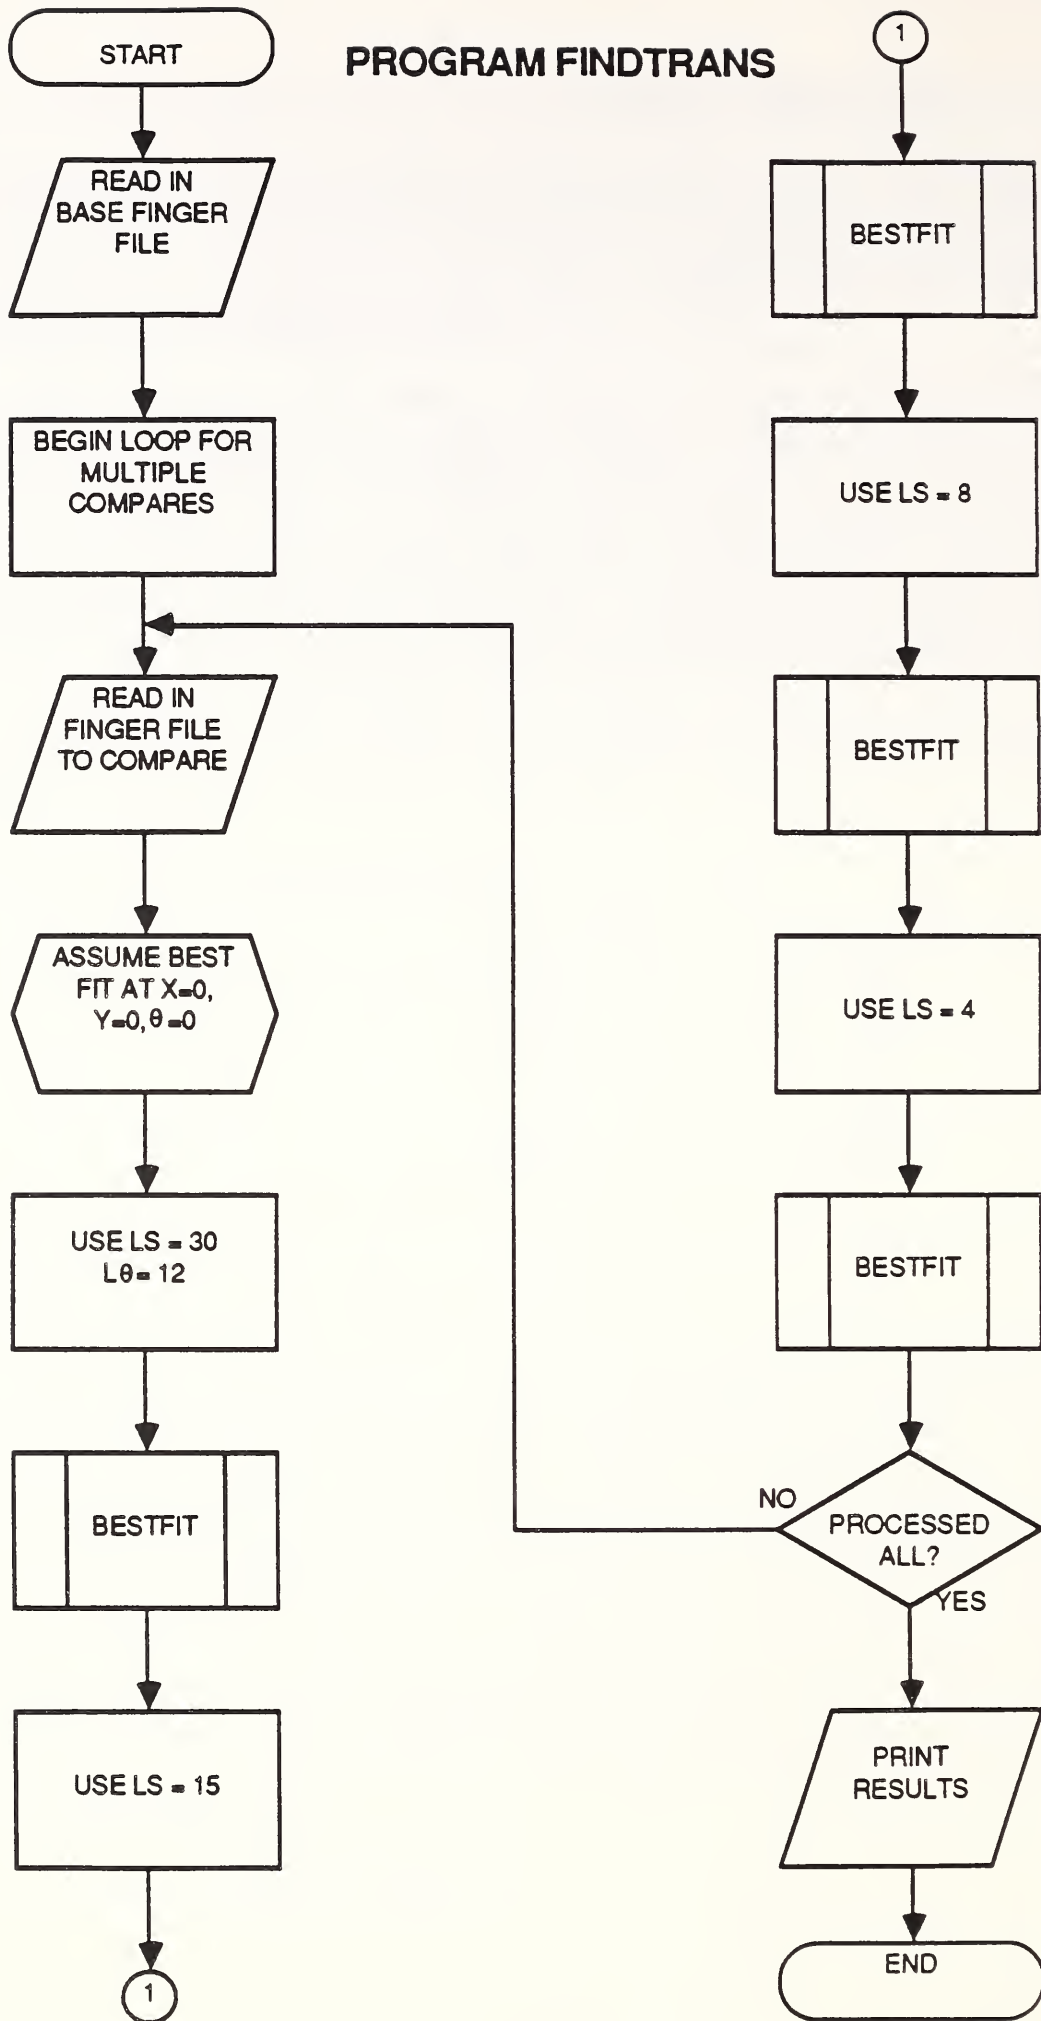 PROGRAM FINDTRANS
START
READ IN
BASE FINGER
FILE
BEGIN LOOP FOR
MULTIPLE
COMPARES
READ IN
FINGER FILE
TO COMPARE
ASSUME BEST
FIT AT X=0,
Y=0,θ=0
USE LS = 30
Lθ= 12
BESTFIT
USE LS = 15
1
1
BESTFIT
USE LS = 8
BESTFIT
USE LS = 4
BESTFIT
NO
PROCESSED
ALL?
YES
PRINT
RESULTS
END